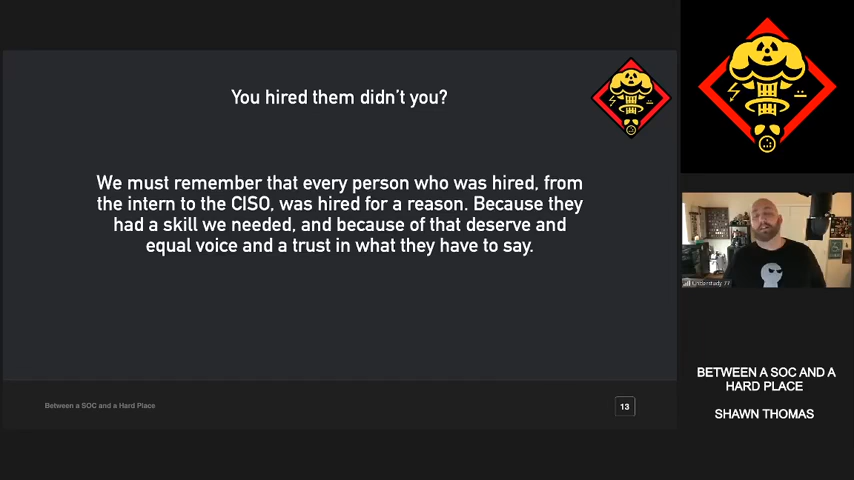 You hired them didn't you?
We must remember that every person who was hired, from
the intern to the CISO, was hired for a reason. Because they
had a skill we needed, and because of that deserve and
equal voice and a trust in what they have to say.
Between a SOC and a Hard Place
13
Understudy_77
BETWEEN A SOC AND A
HARD PLACE
SHAWN THOMAS